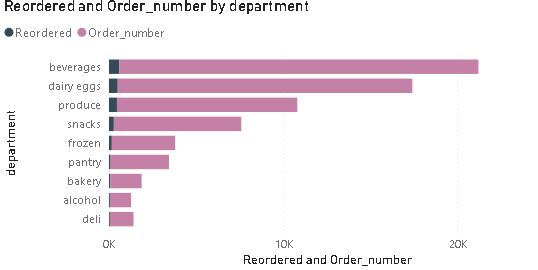 Reordered and Order_number by department
Reordered Order_number
department
beverages
dairy eggs
produce
snacks
frozen
pantry
bakery
alcohol
deli
0K 10K 20K
Reordered and Order_number